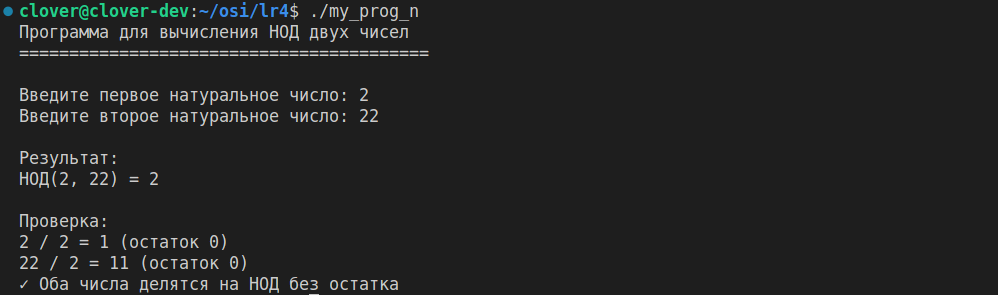 clover@clover-dev:~/osi/lr4$ ./my_prog_n
Программа для вычисления НОД двух чисел
=========================================
Введите первое натуральное число: 2
Введите второе натуральное число: 22
Результат:
НОД(2, 22) = 2
Проверка:
2 / 2 = 1 (остаток 0)
22 / 2 = 11 (остаток 0)
✓ Оба числа делятся на НОД без остатка